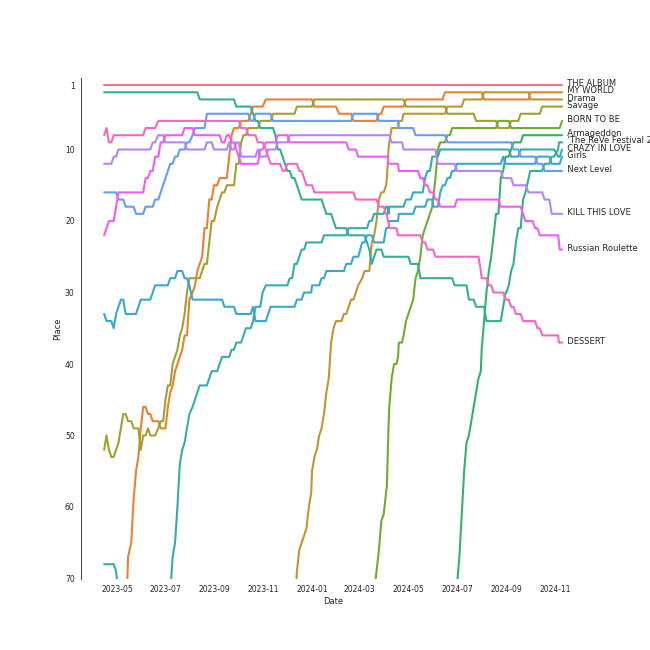 THE ALBUM
MY WORLD
Drama
Savage
BORN TO BE
Armageddon
'The ReVe Festival 2
CRAZY IN LOVE
Girls
Next Level
KILL THIS LOVE
Russian Roulette
DESSERT
1
10
20
30
40
50
60
70
Place
2023-05
2023-07
2023-09
2023-11
2024-01
2024-03
2024-05
2024-07
2024-09
2024-11
Date